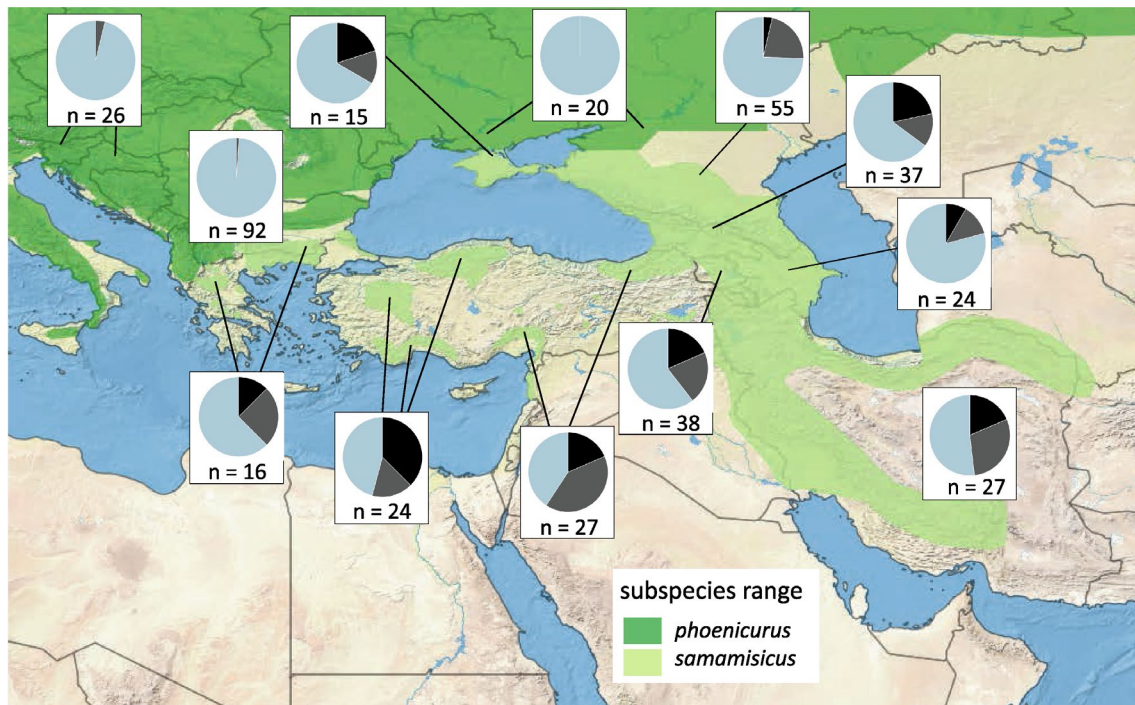 n = 26
n = 15
n = 20
n = 55
n = 37
n = 92
n = 24
n = 38
n = 16
n = 24
n = 27
n = 27
subspecies range
phoenicurus
samamisicus